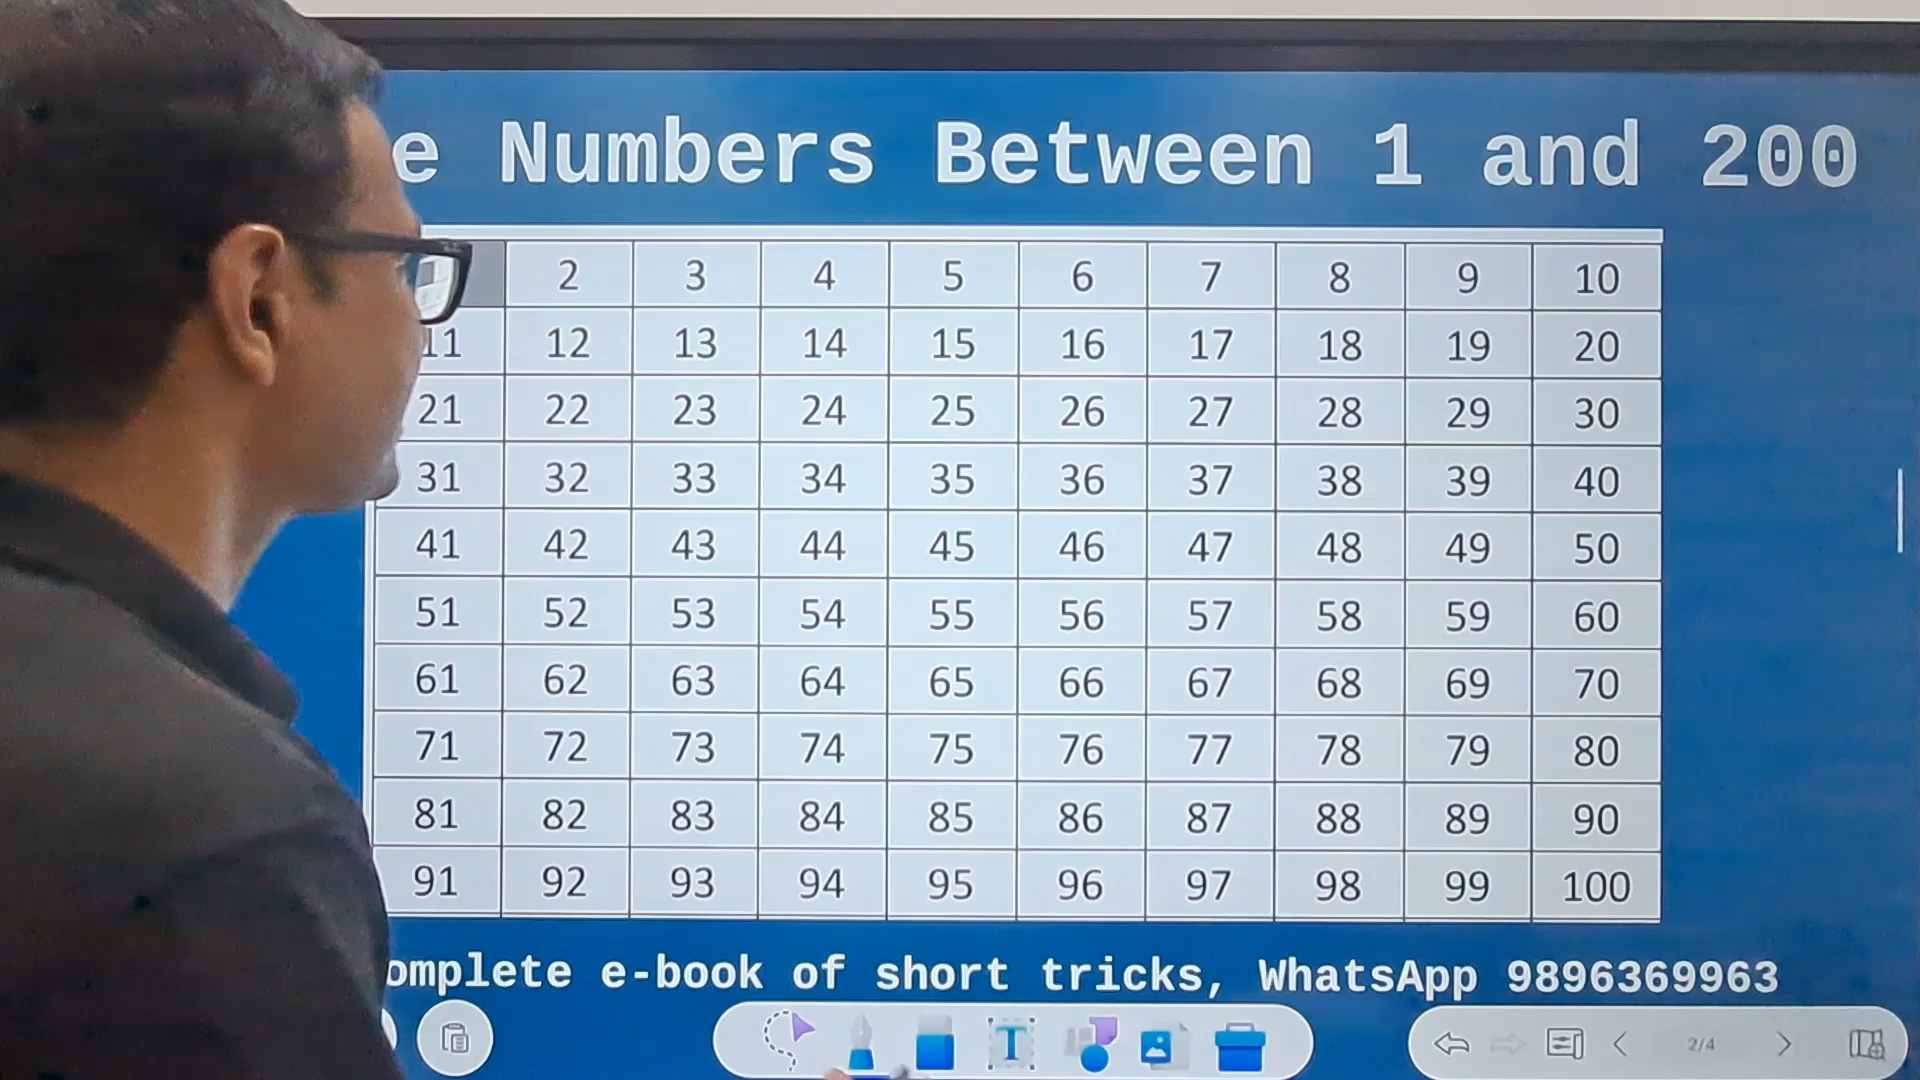 e Numbers Between 1 and 200
2 3 4 5 6 7 8 9 10
11 12 13 14 15 16 17 18 19 20
21 22 23 24 25 26 27 28 29 30
31 32 33 34 35 36 37 38 39 40
41 42 43 44 45 46 47 48 49 50
51 52 53 54 55 56 57 58 59 60
61 62 63 64 65 66 67 68 69 70
71 72 73 74 75 76 77 78 79 80
81 82 83 84 85 86 87 88 89 90
91 92 93 94 95 96 97 98 99 100
omplete e-book of short tricks, WhatsApp 9896369963
T
2/4